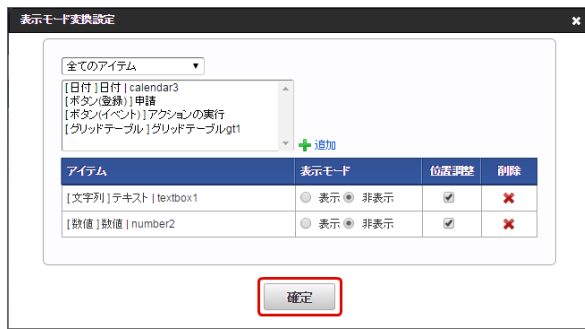 表示モード変換設定
全てのアイテム
[日付]日付 | calendar3
[ボタン(登録)]申請
[ボタン(イベント)]アクションの実行
[グリッドテーブル]グリッドテーブルgt1
追加
アイテム 表示モード 位置調整 削除
[文字列]テキスト | textbox1 表示 非表示
[数値]数値 | number2 表示 非表示
確定